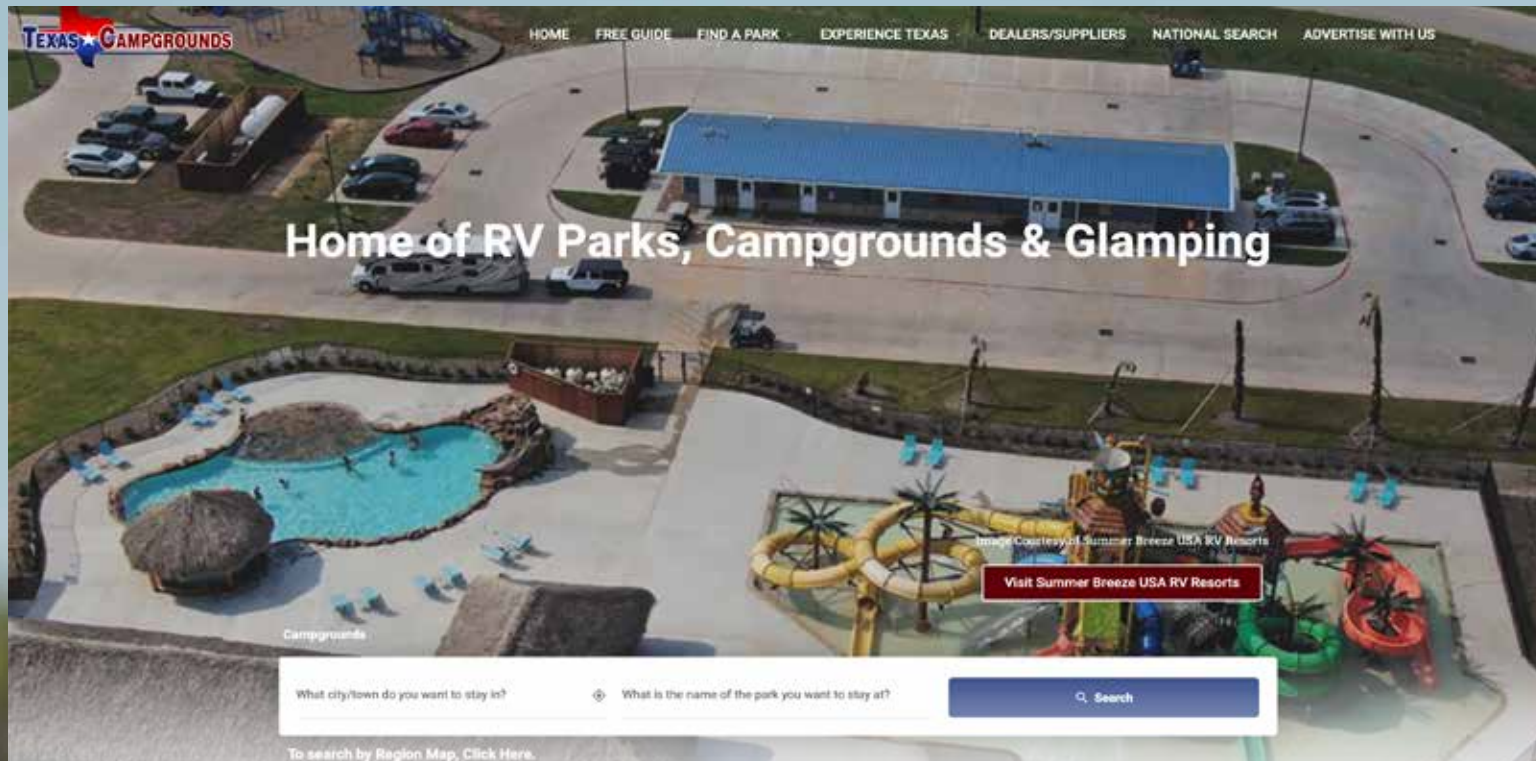 TEXAS CAMPGROUNDS
HOME FREE GUIDE FIND A PARK EXPERIENCE TEXAS DEALERS/SUPPLIERS NATIONAL SEARCH ADVERTISE WITH US
Home of RV Parks, Campgrounds & Glamping
Image Courtesy of Summer Breeze USA RV Resorts
Visit Summer Breeze USA RV Resorts
Campgrounds
What city/town do you want to stay in? What is the name of the park you want to stay at? Search
To search by Region Map, Click Here.